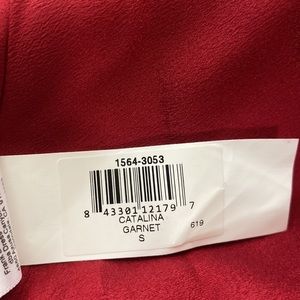 1564-3053
8 43301 12179 7
CATALINA
GARNET
S
619